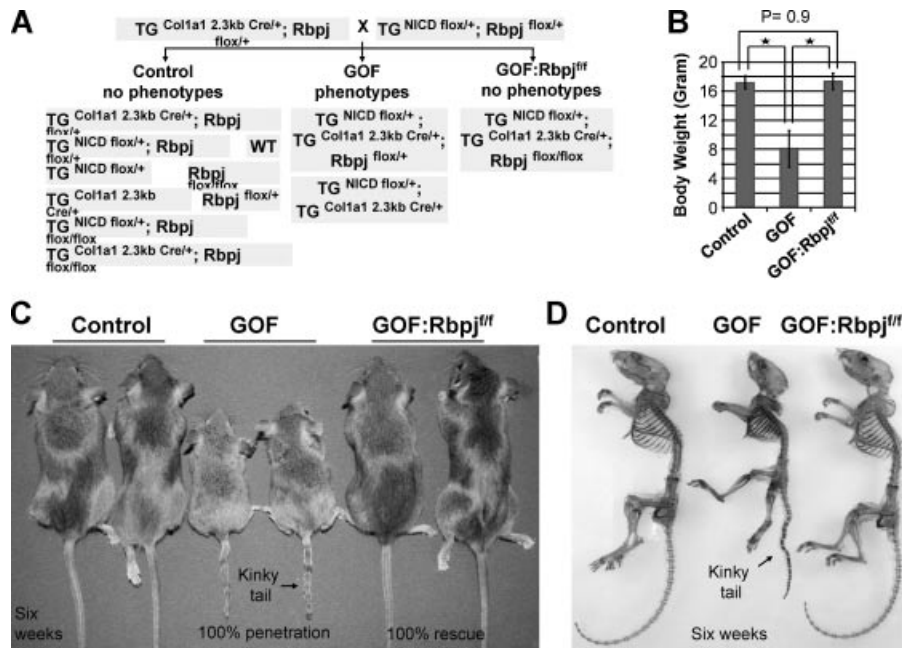 A
TG Col1a1 2.3kb Cre/+; Rbpj flox/+ X TG NICD flox/+; Rbpj flox/+
Control
no phenotypes
GOF
phenotypes
GOF:Rbpj f/f
no phenotypes
TG Col1a1 2.3kb Cre/+; Rbpj flox/+
TG NICD flox/+; Rbpj flox/+
WT
TG NICD flox/+
Rbpj flox/flox
TG Col1a1 2.3kb Cre/+
Rbpj flox/+
TG NICD flox/+; Rbpj flox/flox
TG Col1a1 2.3kb Cre/+; Rbpj flox/flox
TG NICD flox/+;
TG Col1a1 2.3kb Cre/+;
Rbpj flox/+
TG NICD flox/+;
TG Col1a1 2.3kb Cre/+
TG NICD flox/+;
TG Col1a1 2.3kb Cre/+;
Rbpj flox/flox
B
P= 0.9
★ ★
Body Weight (Gram)
20
16
12
8
4
0
Control
GOF
GOF:Rbpj f/f
C
Control GOF GOF:Rbpj f/f
Kinky
tail
Six
weeks
100% penetration
100% rescue
D
Control GOF GOF:Rbpj f/f
Kinky
tail
Six weeks